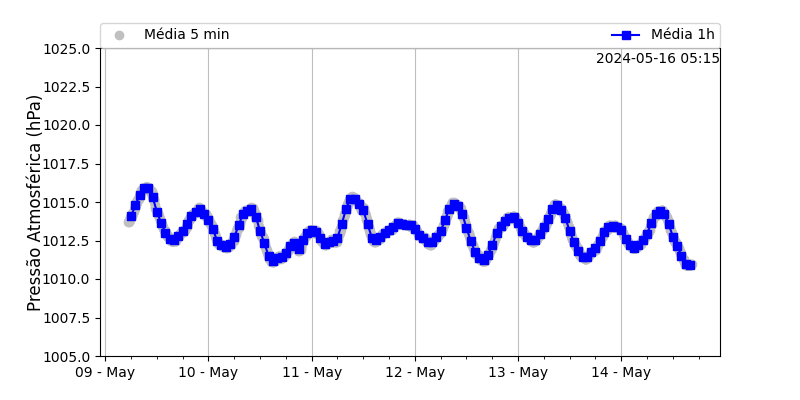 Média 5 min
Média 1h
2024-05-16 05:15
Pressão Atmosférica (hPa)
1025.0
1022.5
1020.0
1017.5
1015.0
1012.5
1010.0
1007.5
1005.0
09 - May
10 - May
11 - May
12 - May
13 - May
14 - May